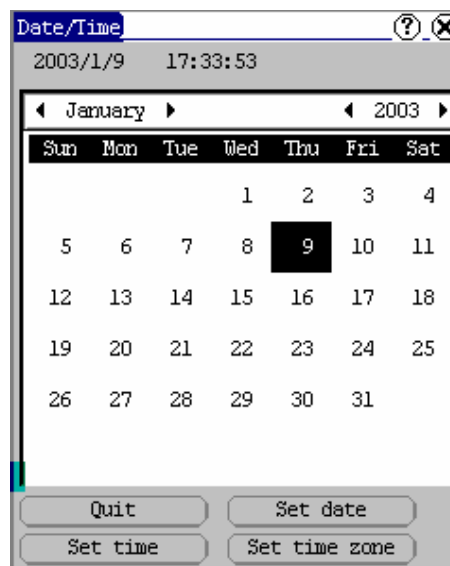 Date/Time ? X
2003/1/9 17:33:53
January 2003
Sun Mon Tue Wed Thu Fri Sat
1 2 3 4
5 6 7 8 9 10 11
12 13 14 15 16 17 18
19 20 21 22 23 24 25
26 27 28 29 30 31
Quit Set date
Set time Set time zone